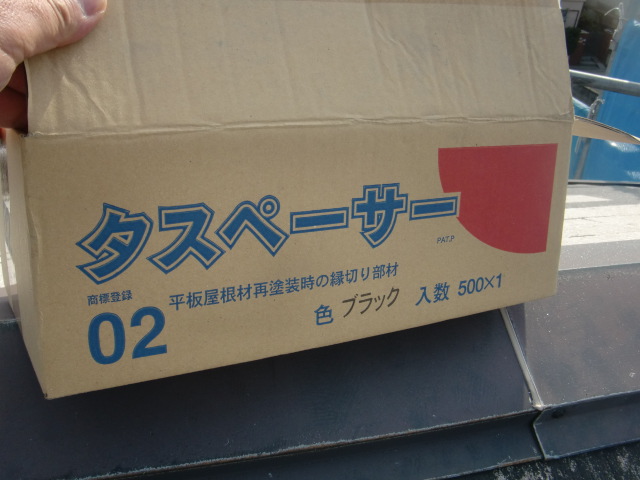 タスペーサー
PAT.P
商標登録
02
平板屋根材再塗装時の縁切り部材
色 ブラック 入数 500×1